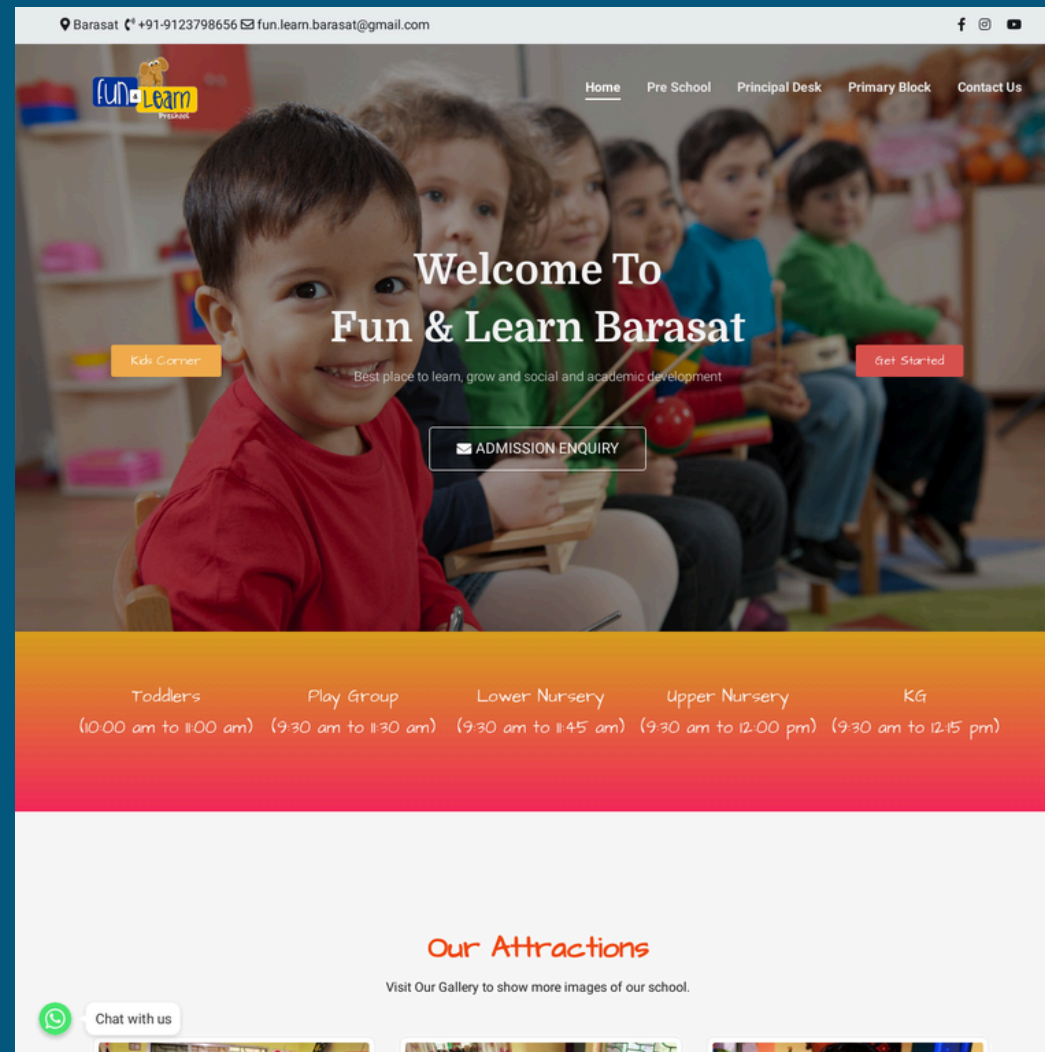 Barasat +91-9123798656 fun.learn.barasat@gmail.com
Fun & Learn
Preschool
Home Pre School Principal Desk Primary Block Contact Us
Welcome To
Fun & Learn Barasat
Kids Corner
Get Started
Best place to learn, grow and social and academic development
ADMISSION ENQUIRY
Toddlers Play Group Lower Nursery Upper Nursery KG
(10:00 am to 11:00 am) (9:30 am to 11:30 am) (9:30 am to 11:45 am) (9:30 am to 12:00 pm) (9:30 am to 12:15 pm)
Our Attractions
Visit Our Gallery to show more images of our school.
Chat with us